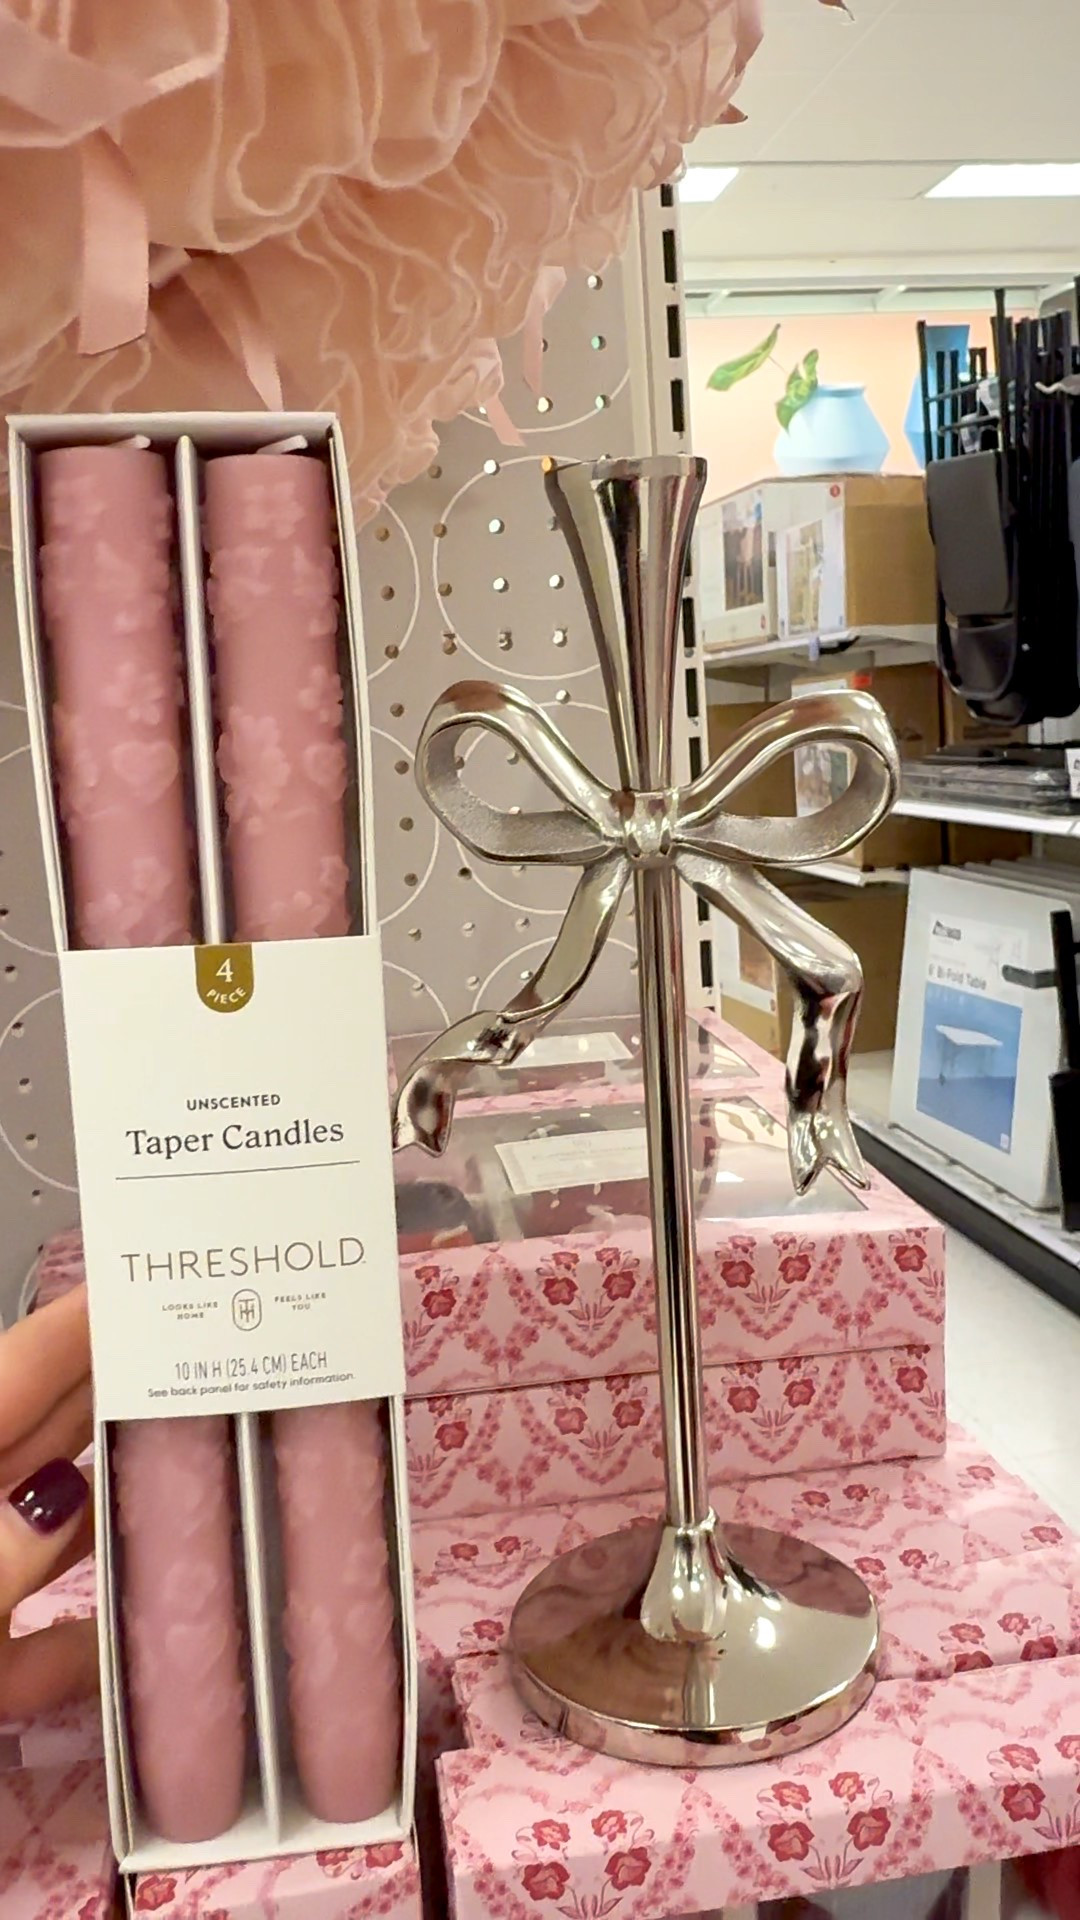 4
PIECE
UNSCENTED
Taper Candles
THRESHOLD
LOOKS LIKE
HOME
TH
FEELS LIKE
YOU
10 IN H (25.4 CM) EACH
See back panel for safety information.
6' Bi-Fold Table